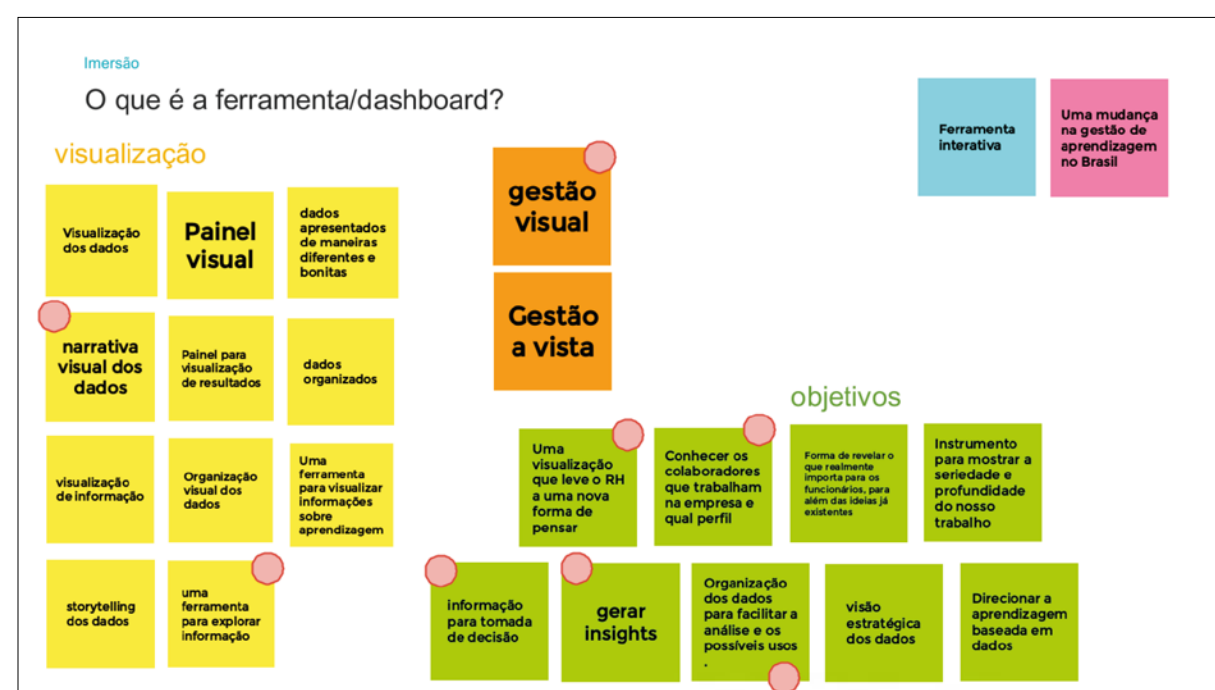 Imersão
O que é a ferramenta/dashboard?
visualização
Visualização
dos dados
Painel
visual
dados
apresentados
de maneiras
diferentes e
bonitas
narrativa
visual dos
dados
Painel para
visualização
de resultados
dados
organizados
visualização
de informação
Organização
visual dos
dados
Uma
ferramenta
para visualizar
informações
sobre
aprendizagem
storytelling
dos dados
uma
ferramenta
para explorar
informação
gestão
visual
Gestão
a vista
Ferramenta
interativa
Uma mudança
na gestão de
aprendizagem
no Brasil
objetivos
Uma
visualização
que leve o RH
a uma nova
forma de
pensar
Conhecer os
colaboradores
que trabalham
na empresa e
qual perfil
Forma de revelar o
que realmente
importa para os
funcionários, para
além das ideias já
existentes
Instrumento
para mostrar a
seriedade e
profundidade
do nosso
trabalho
informação
para tomada
de decisão
gerar
insights
Organização
dos dados
para facilitar a
análise e os
possíveis usos
.
visão
estratégica
dos dados
Direcionar a
aprendizagem
baseada em
dados